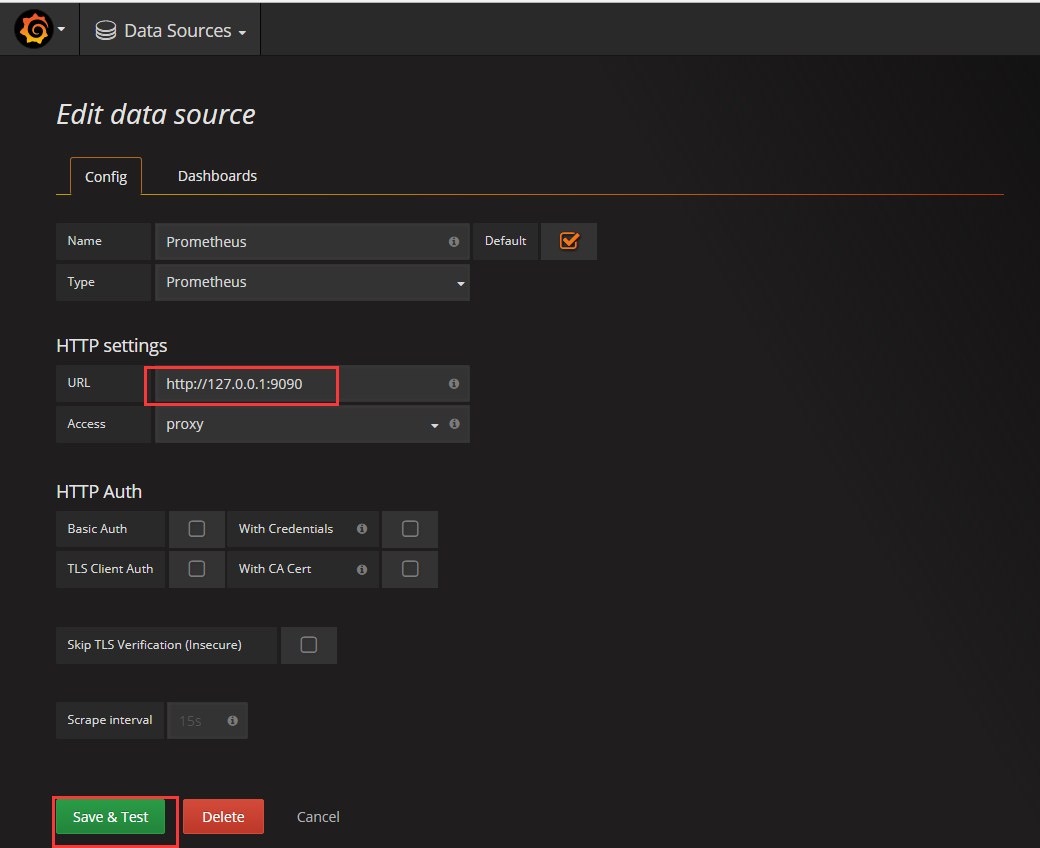 Data Sources
Edit data source
Config Dashboards
Name Prometheus Default
Type Prometheus
HTTP settings
URL http://127.0.0.1:9090
Access proxy
HTTP Auth
Basic Auth With Credentials
TLS Client Auth With CA Cert
Skip TLS Verification (Insecure)
Scrape interval 15s
Save & Test Delete Cancel